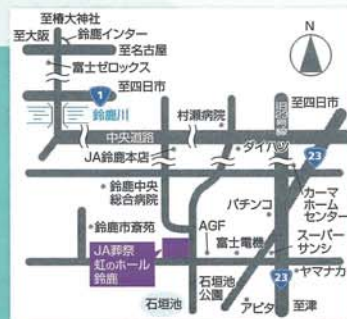 至椿大神社
至大阪
鈴鹿インター
至名古屋
富士ゼロックス
N
1
至四日市
鈴鹿川
村瀬病院
至四日市
中央道路
JA鈴鹿本店
ダイハツ
23
鈴鹿中央
総合病院
パチンコ
カーマ
ホーム
センター
鈴鹿市斎苑
AGF
スーパー
サンシ
JA葬祭
虹のホール
鈴鹿
富士電機
石垣池
公園
23
ヤマナカ
石垣池
アピタ
至津